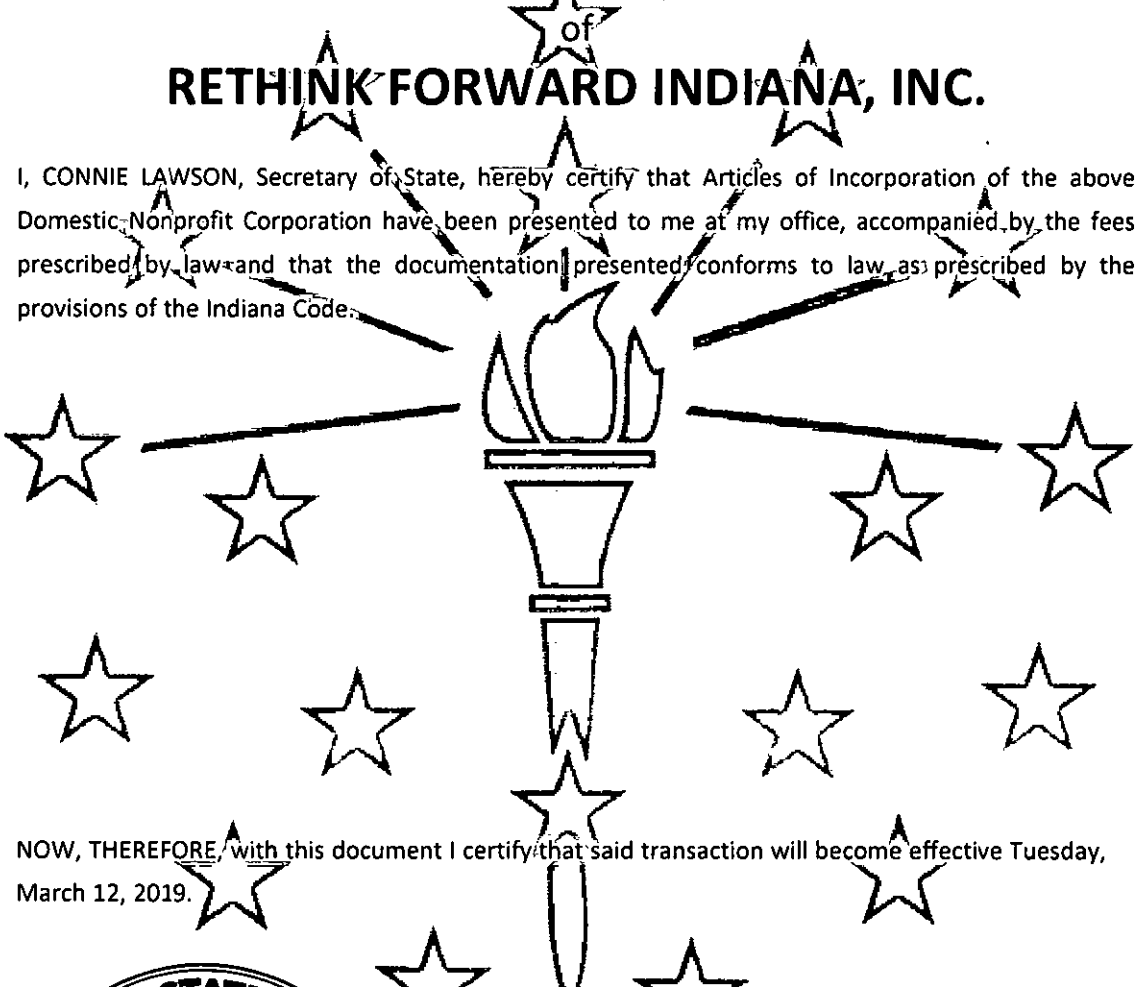 of
RETHINK FORWARD INDIANA, INC.
I, CONNIE LAWSON, Secretary of State, hereby certify that Articles of Incorporation of the above
Domestic Nonprofit Corporation have been presented to me at my office, accompanied by the fees
prescribed by law and that the documentation presented conforms to law as prescribed by the
provisions of the Indiana Code.
NOW, THEREFORE, with this document I certify that said transaction will become effective Tuesday,
March 12, 2019.